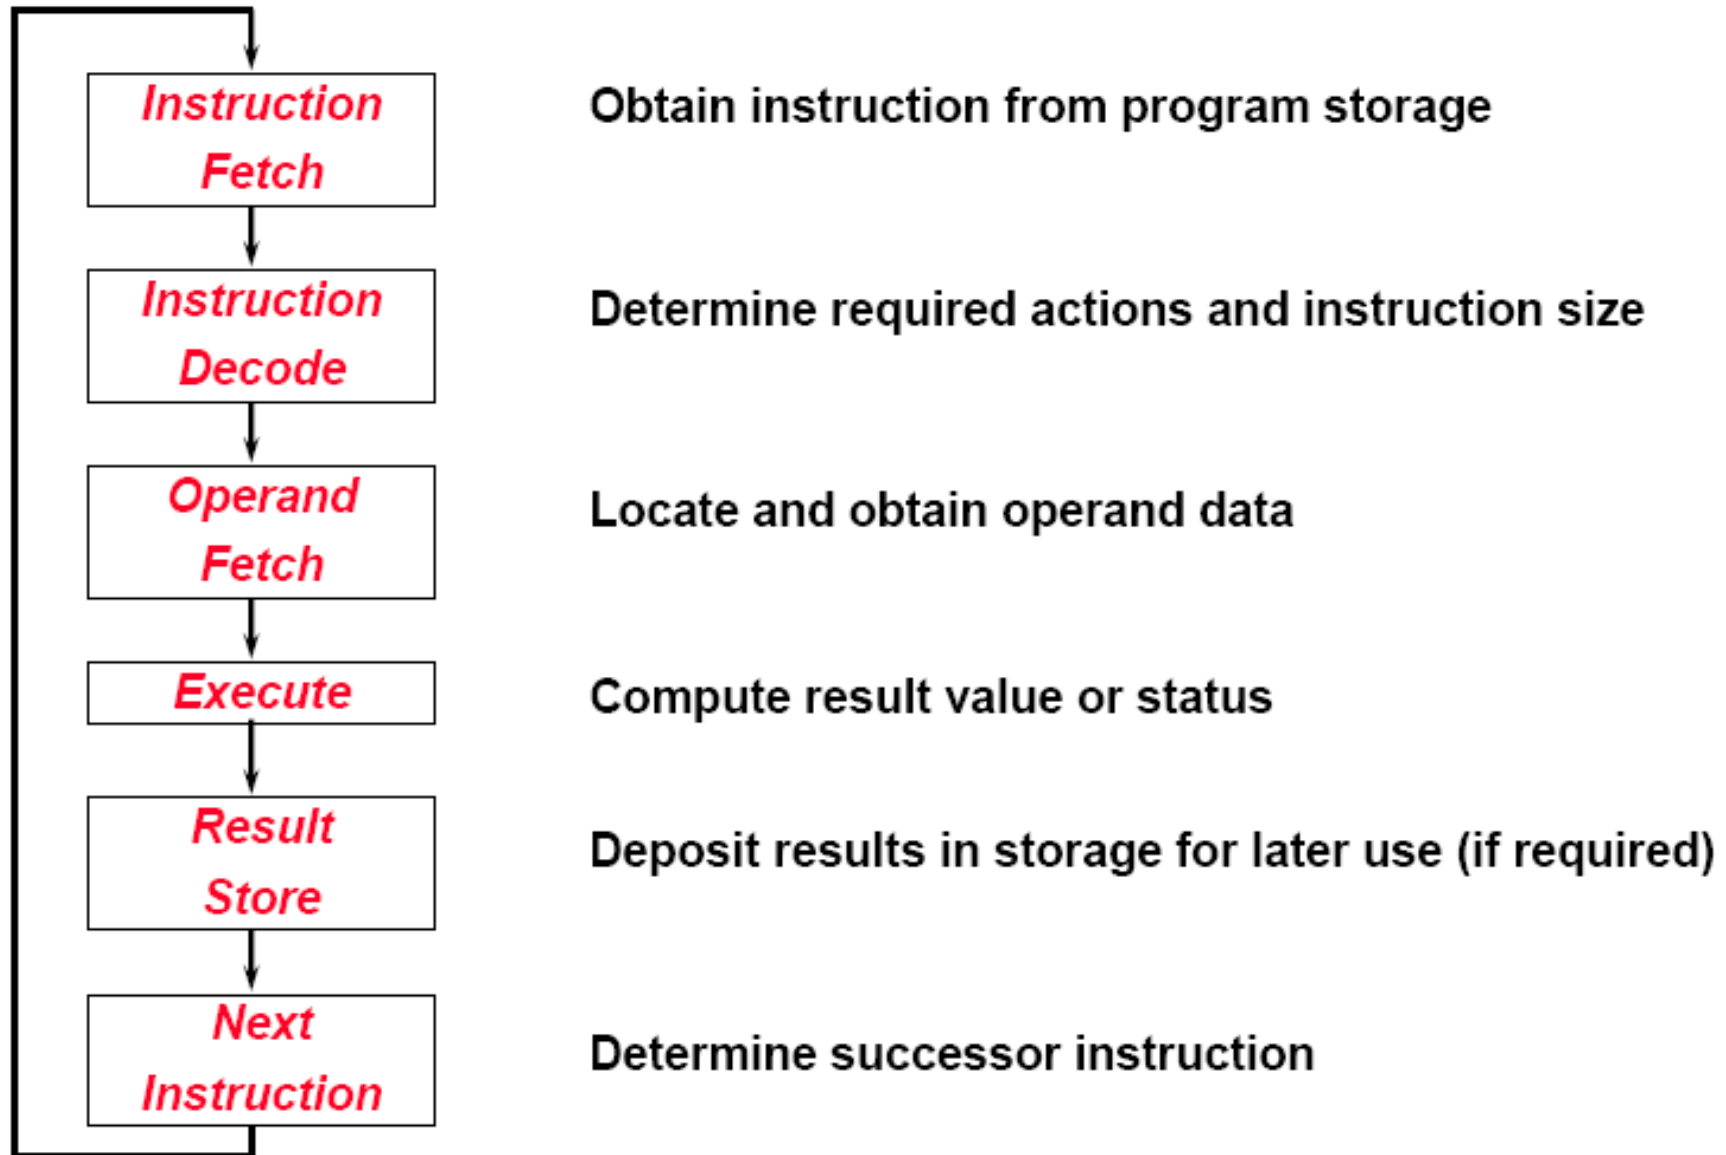 Instruction
Fetch
Obtain instruction from program storage
Instruction
Decode
Determine required actions and instruction size
Operand
Fetch
Locate and obtain operand data
Execute
Compute result value or status
Result
Store
Deposit results in storage for later use (if required)
Next
Instruction
Determine successor instruction